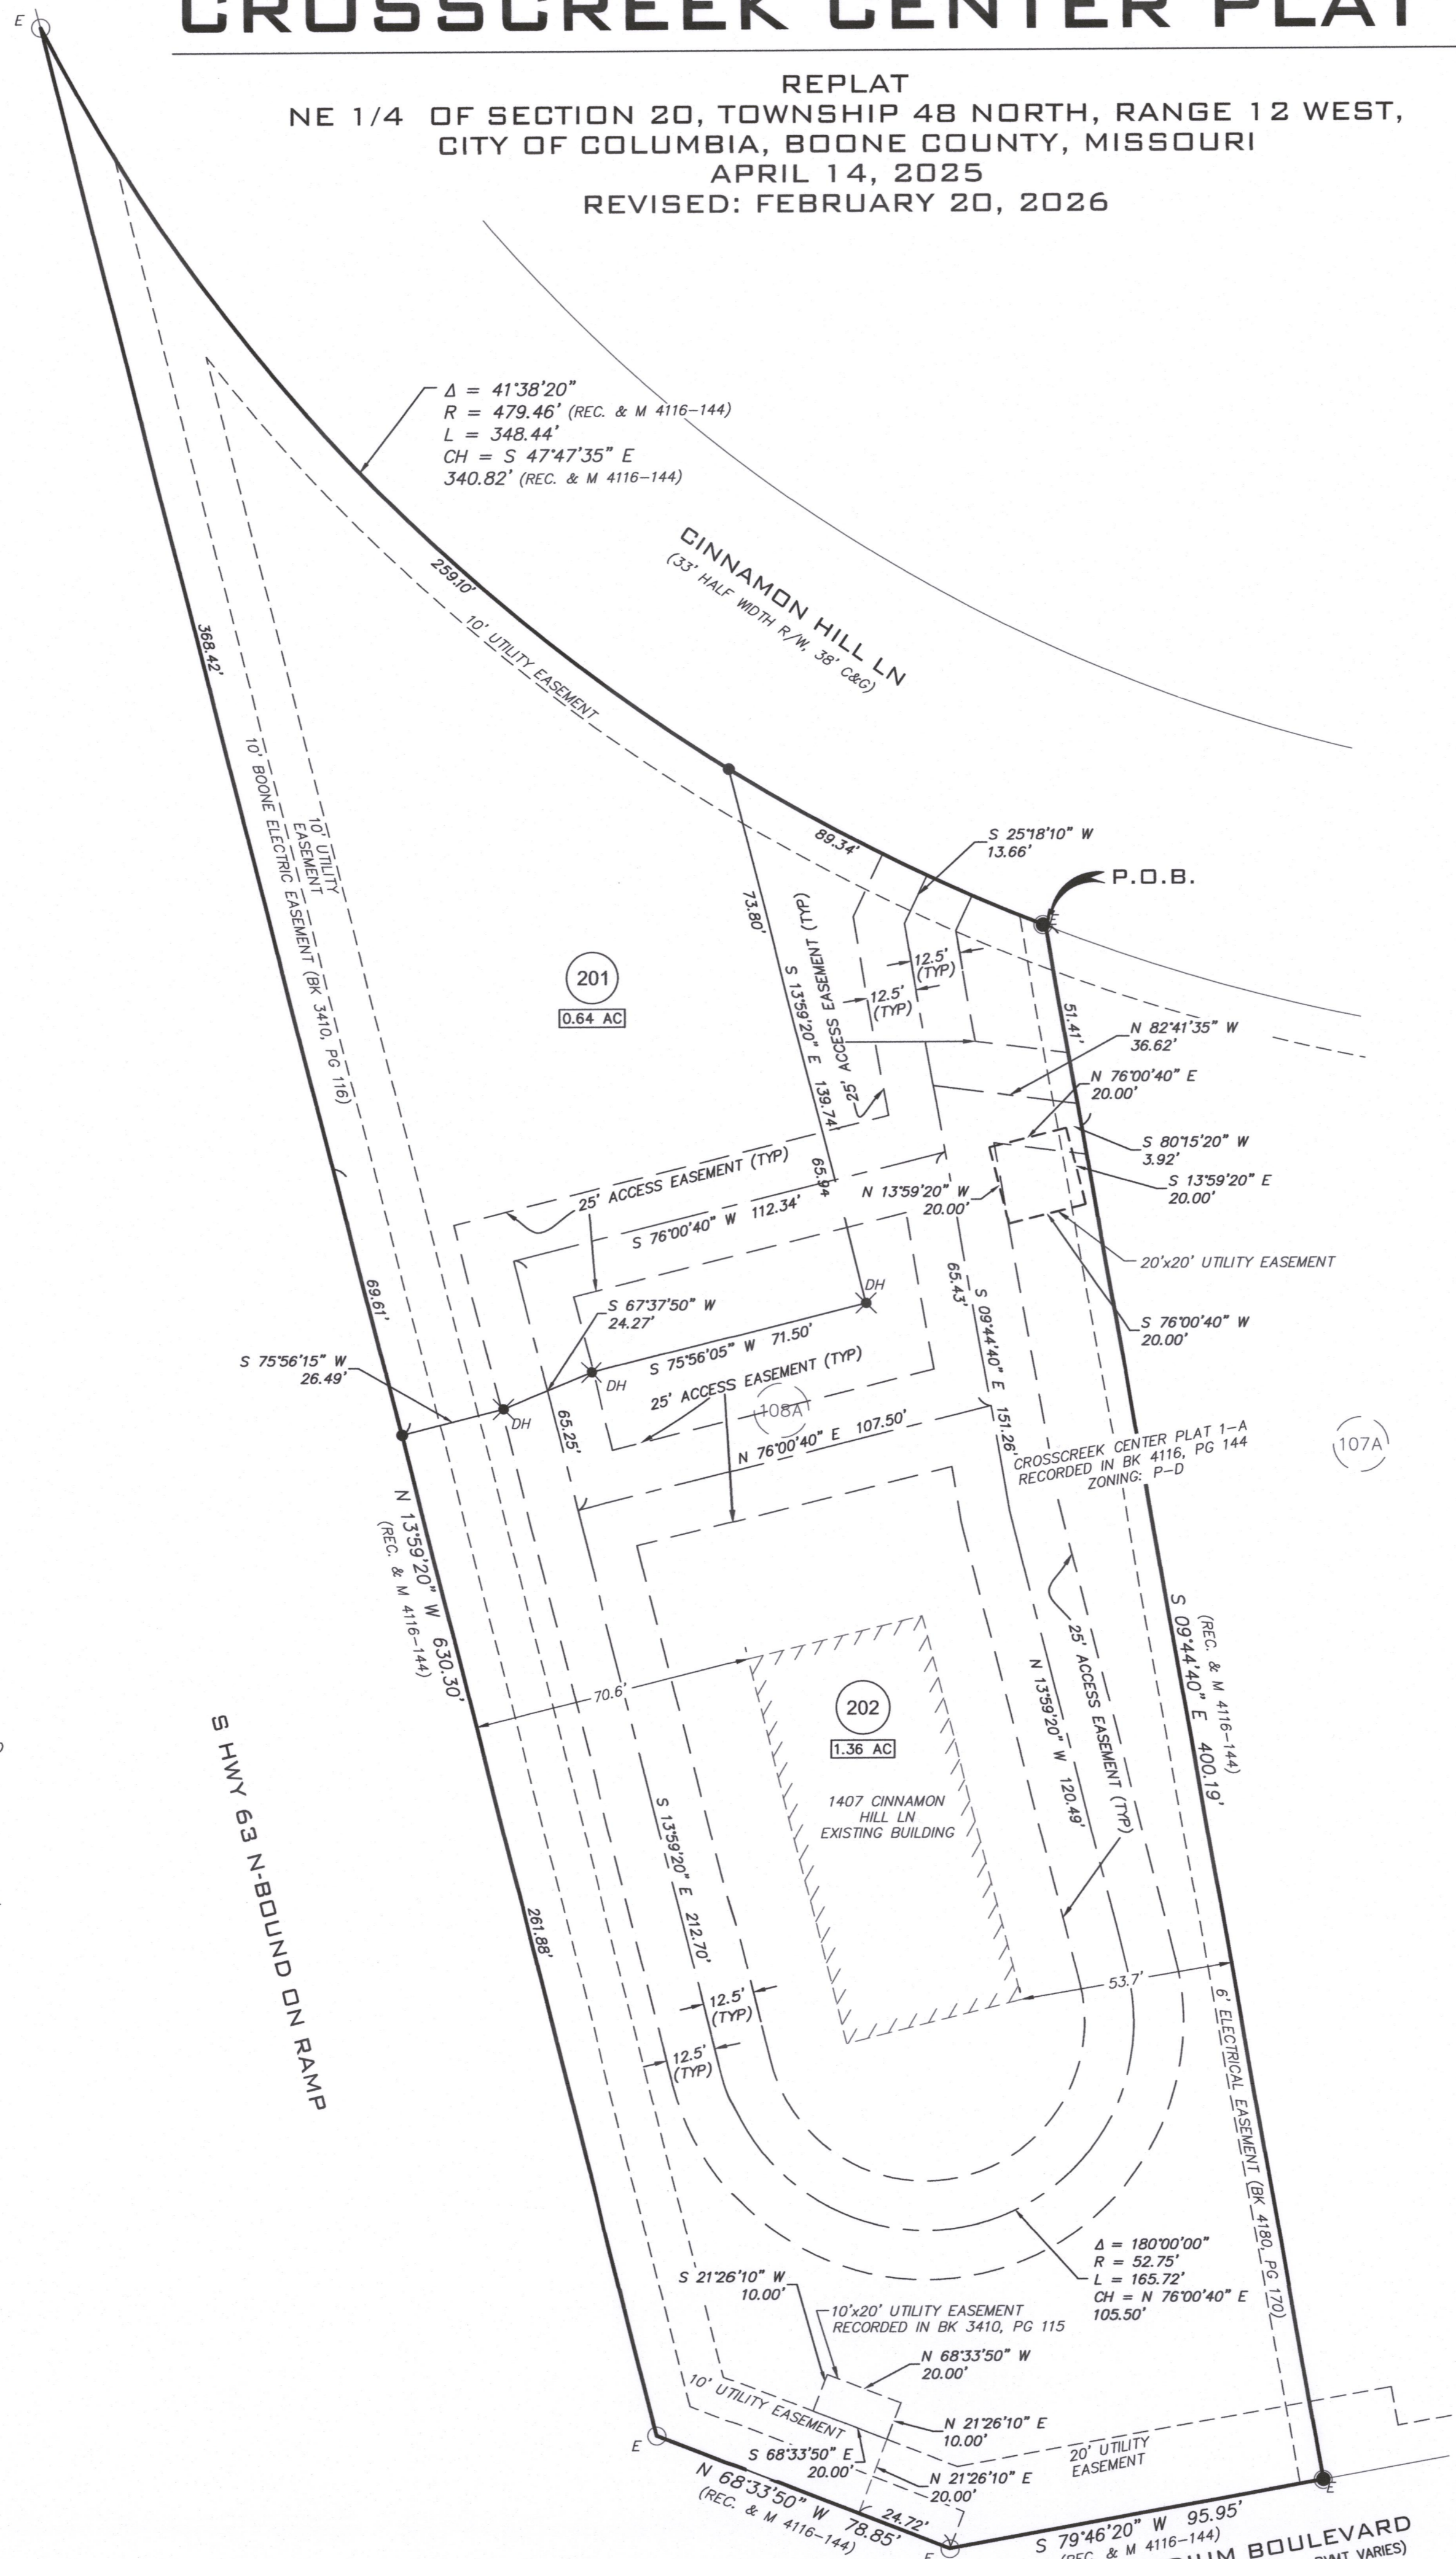 CROSSCREEK CENTER PLAT
REPLAT
NE 1/4 OF SECTION 20, TOWNSHIP 48 NORTH, RANGE 12 WEST,
CITY OF COLUMBIA, BOONE COUNTY, MISSOURI
APRIL 14, 2025
REVISED: FEBRUARY 20, 2026
E
Δ = 41°38'20"
R = 479.46' (REC. & M 4116-144)
L = 348.44'
CH = S 47°47'35" E
340.82' (REC. & M 4116-144)
CINNAMON HILL LN
(33' HALF WIDTH R/W, 38' C&G)
259.10'
10' UTILITY EASEMENT
368.42'
10' BOONE ELECTRIC EASEMENT (BK 3410, PG 116)
10' UTILITY
EASEMENT
89.34'
S 25°18'10" W
13.66'
P.O.B.
E
73.80'
S 13°59'20" E 139.74'
25' ACCESS EASEMENT (TYP)
12.5'
(TYP)
12.5'
(TYP)
201
0.64 AC
51.41'
N 82°41'35" W
36.62'
N 76°00'40" E
20.00'
S 80°15'20" W
3.92'
S 13°59'20" E
20.00'
N 13°59'20" W
20.00'
20'x20' UTILITY EASEMENT
S 76°00'40" W
20.00'
25' ACCESS EASEMENT (TYP)
65.94
S 76°00'40" W 112.34'
69.61'
S 67°37'50" W
24.27'
DH
65.43'
S 09°44'40" E 151.26'
S 75°56'15" W
26.49'
S 75°56'05" W 71.50'
DH
25' ACCESS EASEMENT (TYP)
108A
DH
65.25'
N 76°00'40" E 107.50'
CROSSCREEK CENTER PLAT 1-A
RECORDED IN BK 4116, PG 144
ZONING: P-D
107A
N 13°59'20" W 630.30'
(REC. & M 4116-144)
70.6'
202
1.36 AC
1407 CINNAMON
HILL LN
EXISTING BUILDING
N 13°59'20" W 120.49'
25' ACCESS EASEMENT (TYP)
S 09°44'40" E 400.19'
(REC. & M 4116-144)
S HWY 63 N-BOUND ON RAMP
S 13°59'20" E 212.70'
261.88'
12.5'
(TYP)
12.5'
(TYP)
53.7'
6' ELECTRICAL EASEMENT (BK 4180, PG 170)
Δ = 180°00'00"
R = 52.75'
L = 165.72'
CH = N 76°00'40" E
105.50'
S 21°26'10" W
10.00'
10'x20' UTILITY EASEMENT
RECORDED IN BK 3410, PG 115
N 68°33'50" W
20.00'
10' UTILITY EASEMENT
N 21°26'10" E
10.00'
S 68°33'50" E
20.00'
20' UTILITY
EASEMENT
N 21°26'10" E
20.00'
E
N 68°33'50" W 78.85'
(REC. & M 4116-144)
24.72'
E
E
S 79°46'20" W 95.95'
(REC. & M 4116-144)
BOULEVARD
VARIES)